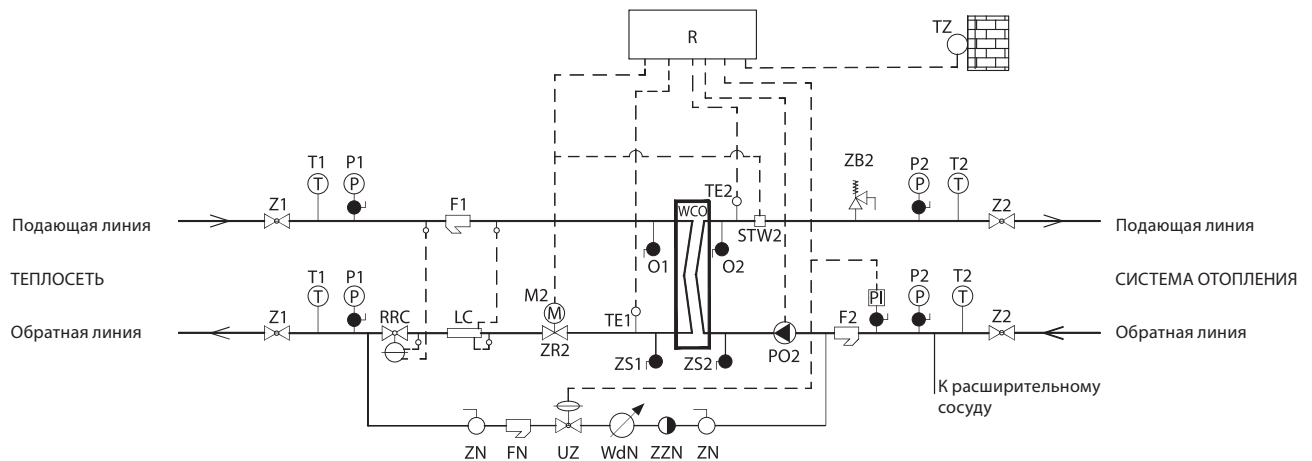 R
TZ
T1 P1 ZB2 P2 T2
T P P T
Z1 F1 WCO TE2 Z2
Подающая линия STW2 Подающая линия
O1 O2
ТЕПЛОСЕТЬ T1 P1 P2 T2 СИСТЕМА ОТОПЛЕНИЯ
T P M2 PI P T
Z1 RRC LC M TE1 F2 Z2
Обратная линия ZR2 PO2 Обратная линия
ZS1 ZS2
К расширительному
сосуду
ZN FN UZ WdN ZZN ZN